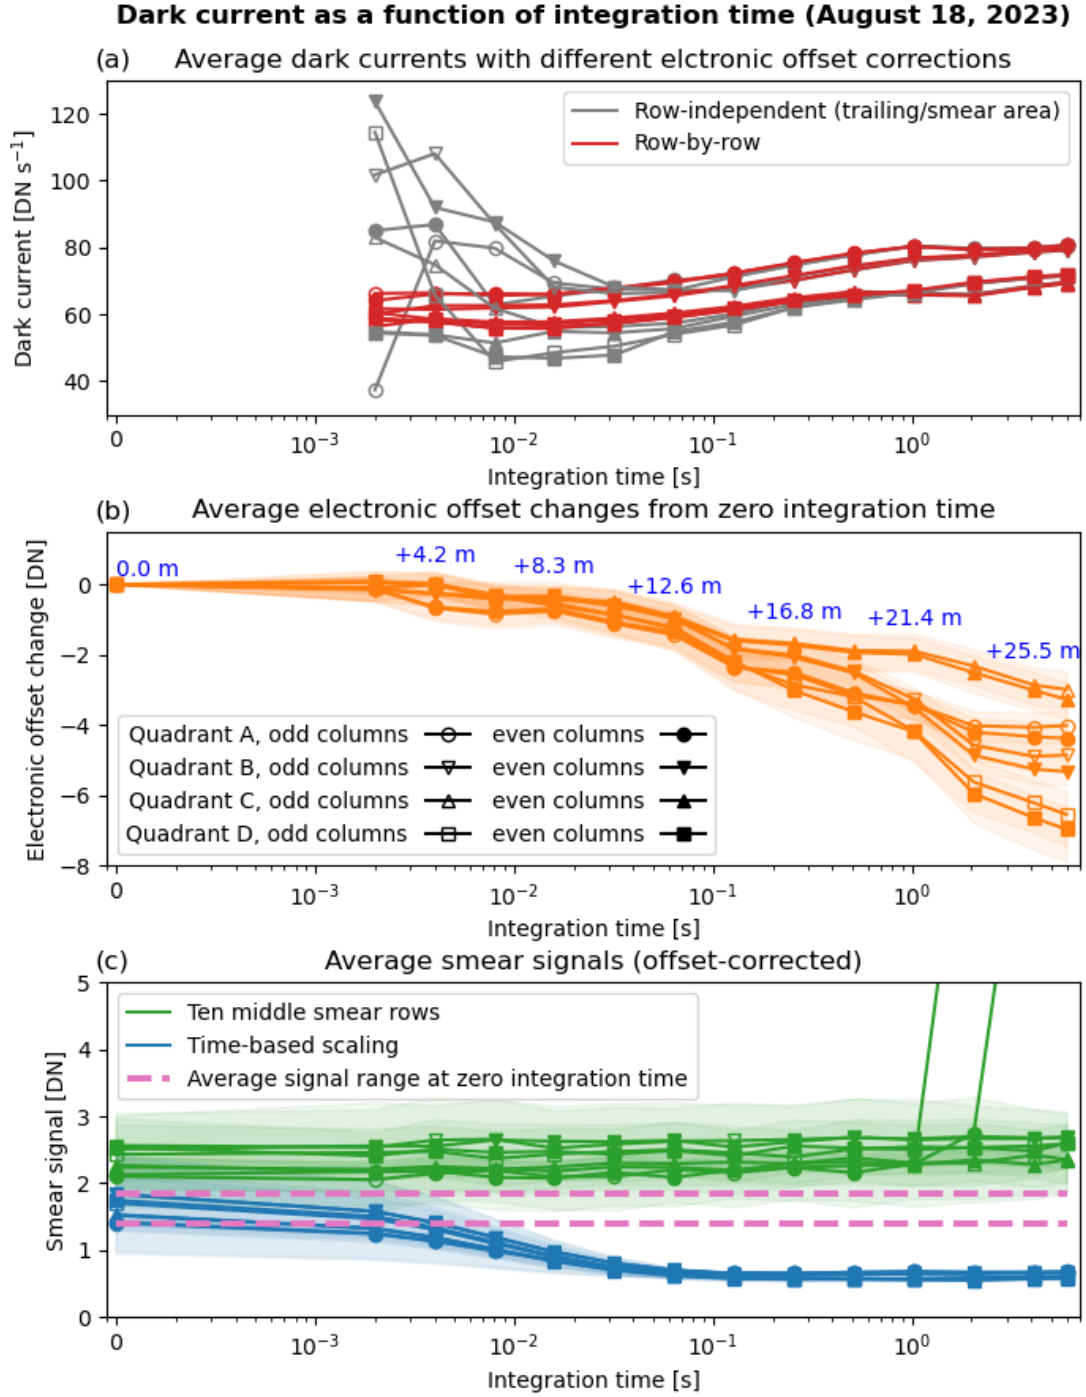 Dark current as a function of integration time (August 18, 2023)
(a) Average dark currents with different elctronic offset corrections
Row-independent (trailing/smear area)
Row-by-row
Dark current [DN s⁻¹]
120
100
80
60
40
0 10⁻³ 10⁻² 10⁻¹ 10⁰
Integration time [s]
(b) Average electronic offset changes from zero integration time
0.0 m +4.2 m +8.3 m +12.6 m +16.8 m +21.4 m +25.5 m
Electronic offset change [DN]
0
−2
−4
−6
−8
Quadrant A, odd columns even columns
Quadrant B, odd columns even columns
Quadrant C, odd columns even columns
Quadrant D, odd columns even columns
0 10⁻³ 10⁻² 10⁻¹ 10⁰
Integration time [s]
(c) Average smear signals (offset-corrected)
Ten middle smear rows
Time-based scaling
Average signal range at zero integration time
Smear signal [DN]
5
4
3
2
1
0
0 10⁻³ 10⁻² 10⁻¹ 10⁰
Integration time [s]